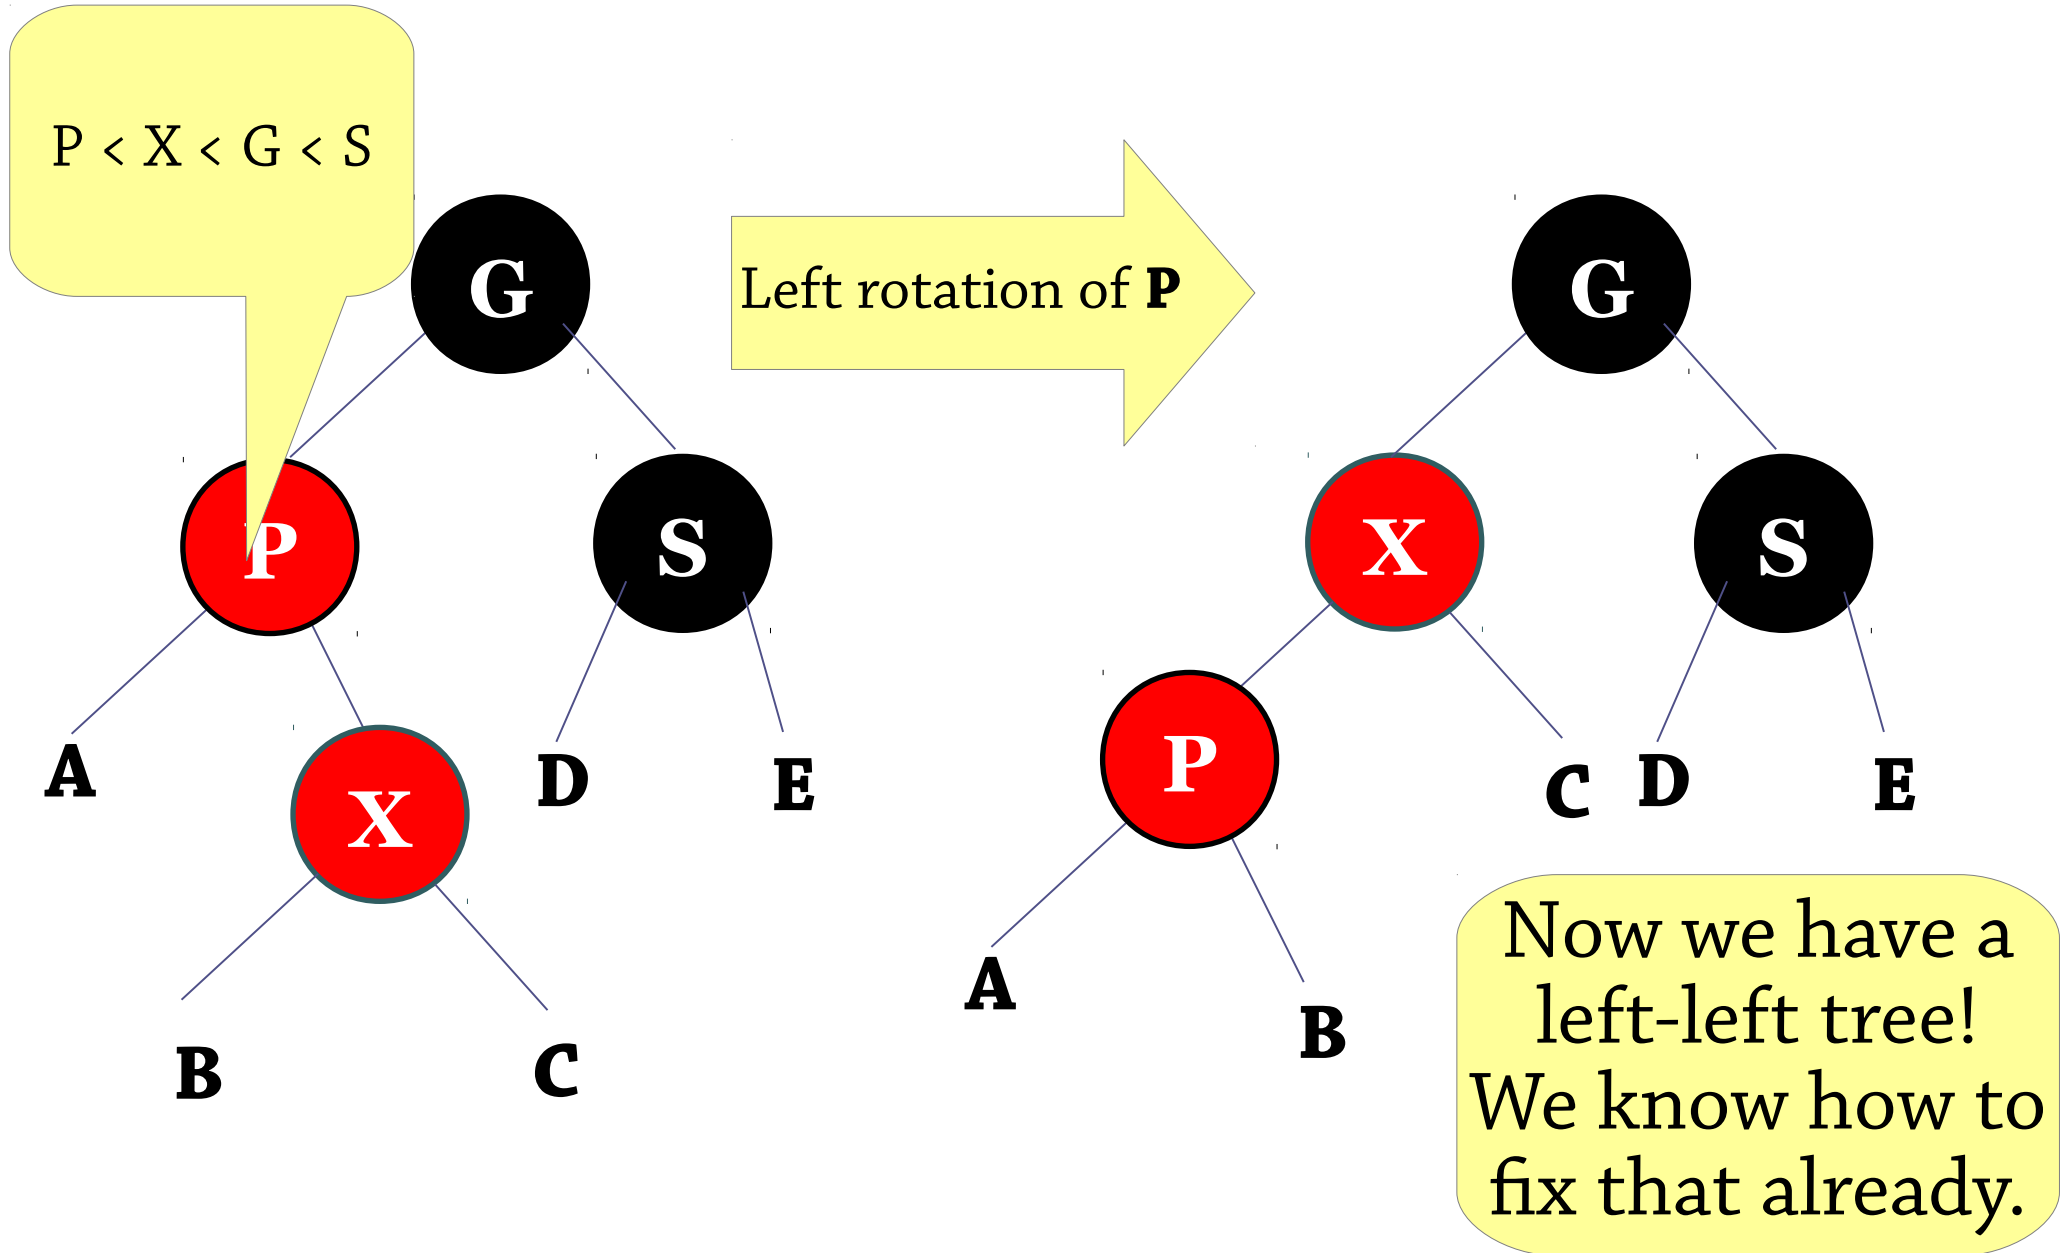 P < X < G < S
G
Left rotation of P
G
P
S
X
S
A
X
D
E
P
C
D
E
B
C
A
B
Now we have a
left-left tree!
We know how to
fix that already.